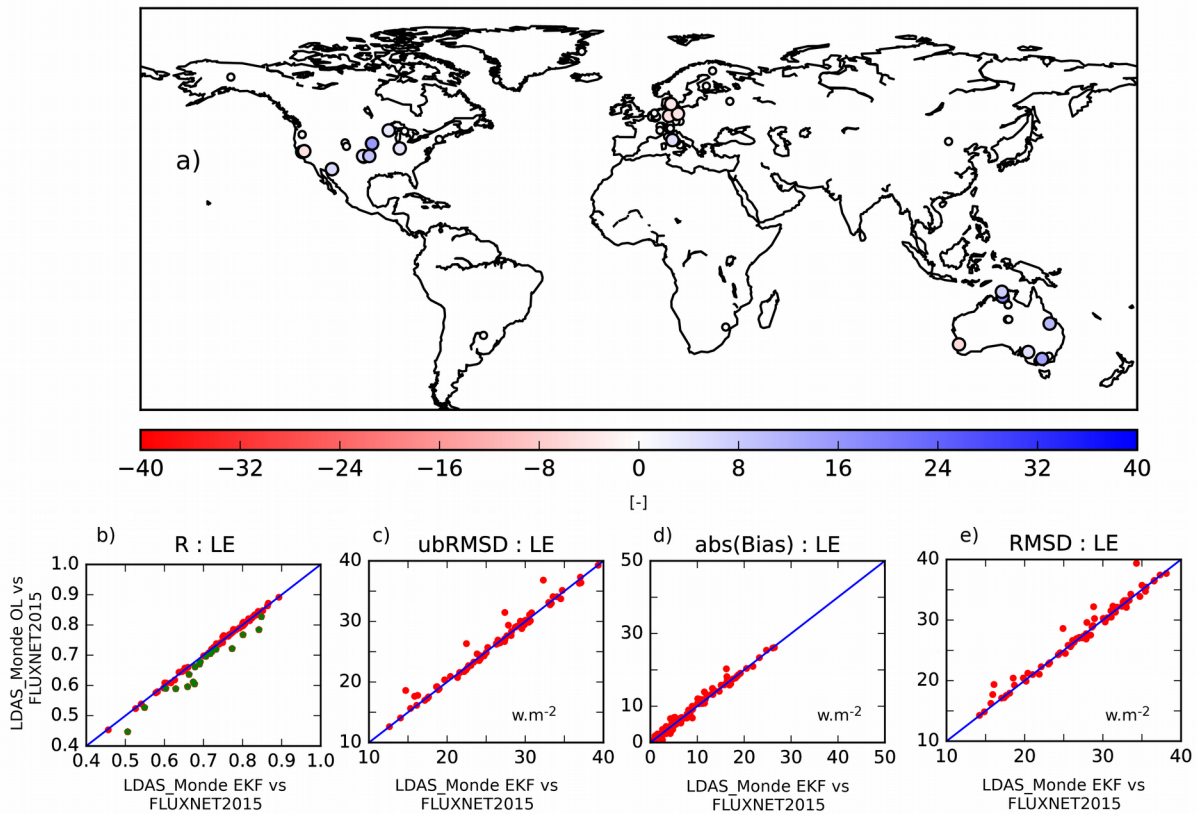 a)
−40 −32 −24 −16 −8 0 8 16 24 32 40
[-]
b) R : LE
c) ubRMSD : LE
d) abs(Bias) : LE
e) RMSD : LE
LDAS_Monde OL vs
FLUXNET2015
1.0
0.9
0.8
0.7
0.6
0.5
0.4
0.4 0.5 0.6 0.7 0.8 0.9 1.0
LDAS_Monde EKF vs
FLUXNET2015
40
30
20
10
w.m-2
10 20 30 40
LDAS_Monde EKF vs
FLUXNET2015
50
30
20
10
0
w.m-2
0 10 20 30 40 50
LDAS_Monde EKF vs
FLUXNET2015
40
30
20
10
w.m-2
10 20 30 40
LDAS_Monde EKF vs
FLUXNET2015